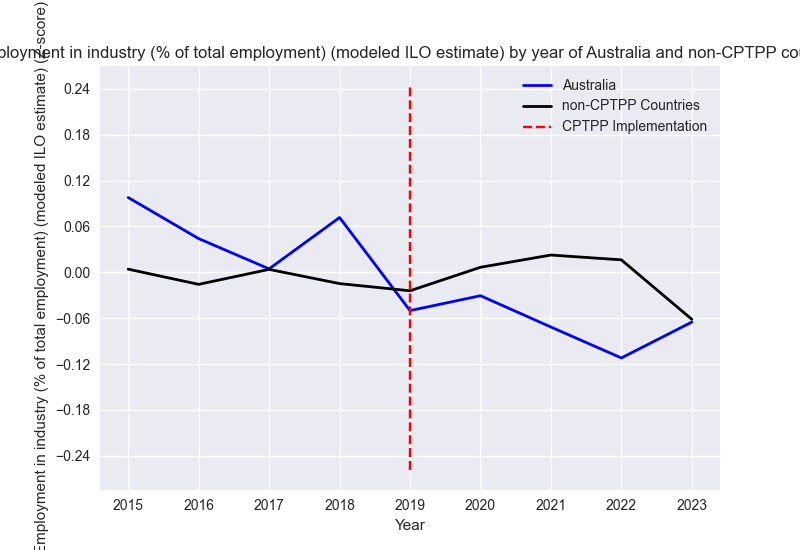 ployment in industry (% of total employment) (modeled ILO estimate) by year of Australia and non-CPTPP cou
Employment in industry (% of total employment) (modeled ILO estimate) (z-score)
0.24
0.18
0.12
0.06
0.00
−0.06
−0.12
−0.18
−0.24
Australia
non-CPTPP Countries
CPTPP Implementation
2015 2016 2017 2018 2019 2020 2021 2022 2023
Year